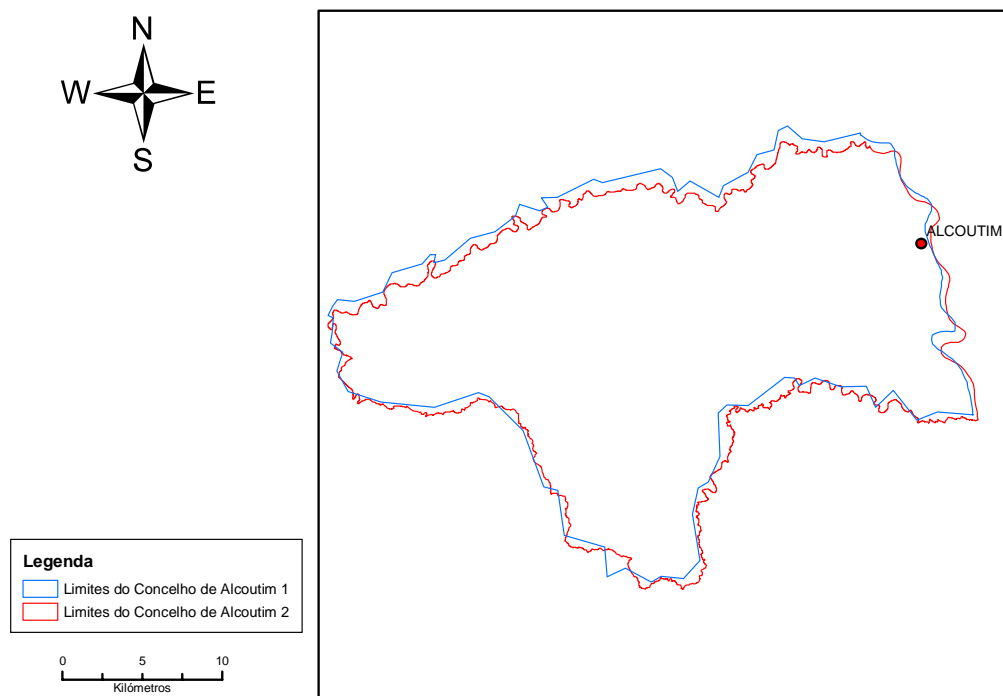 N
W E
S
ALCOUTIM
Legenda
Limites do Concelho de Alcoutim 1
Limites do Concelho de Alcoutim 2
0 5 10
Kilómetros